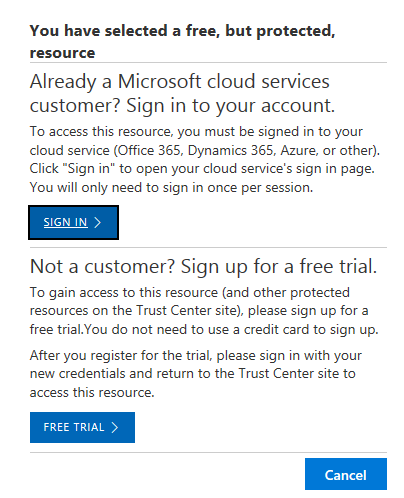 You have selected a free, but protected,
resource
Already a Microsoft cloud services
customer? Sign in to your account.
To access this resource, you must be signed in to your
cloud service (Office 365, Dynamics 365, Azure, or other).
Click "Sign in" to open your cloud service's sign in page.
You will only need to sign in once per session.
SIGN IN
Not a customer? Sign up for a free trial.
To gain access to this resource (and other protected
resources on the Trust Center site), please sign up for a
free trial.You do not need to use a credit card to sign up.
After you register for the trial, please sign in with your
new credentials and return to the Trust Center site to
access this resource.
FREE TRIAL
Cancel